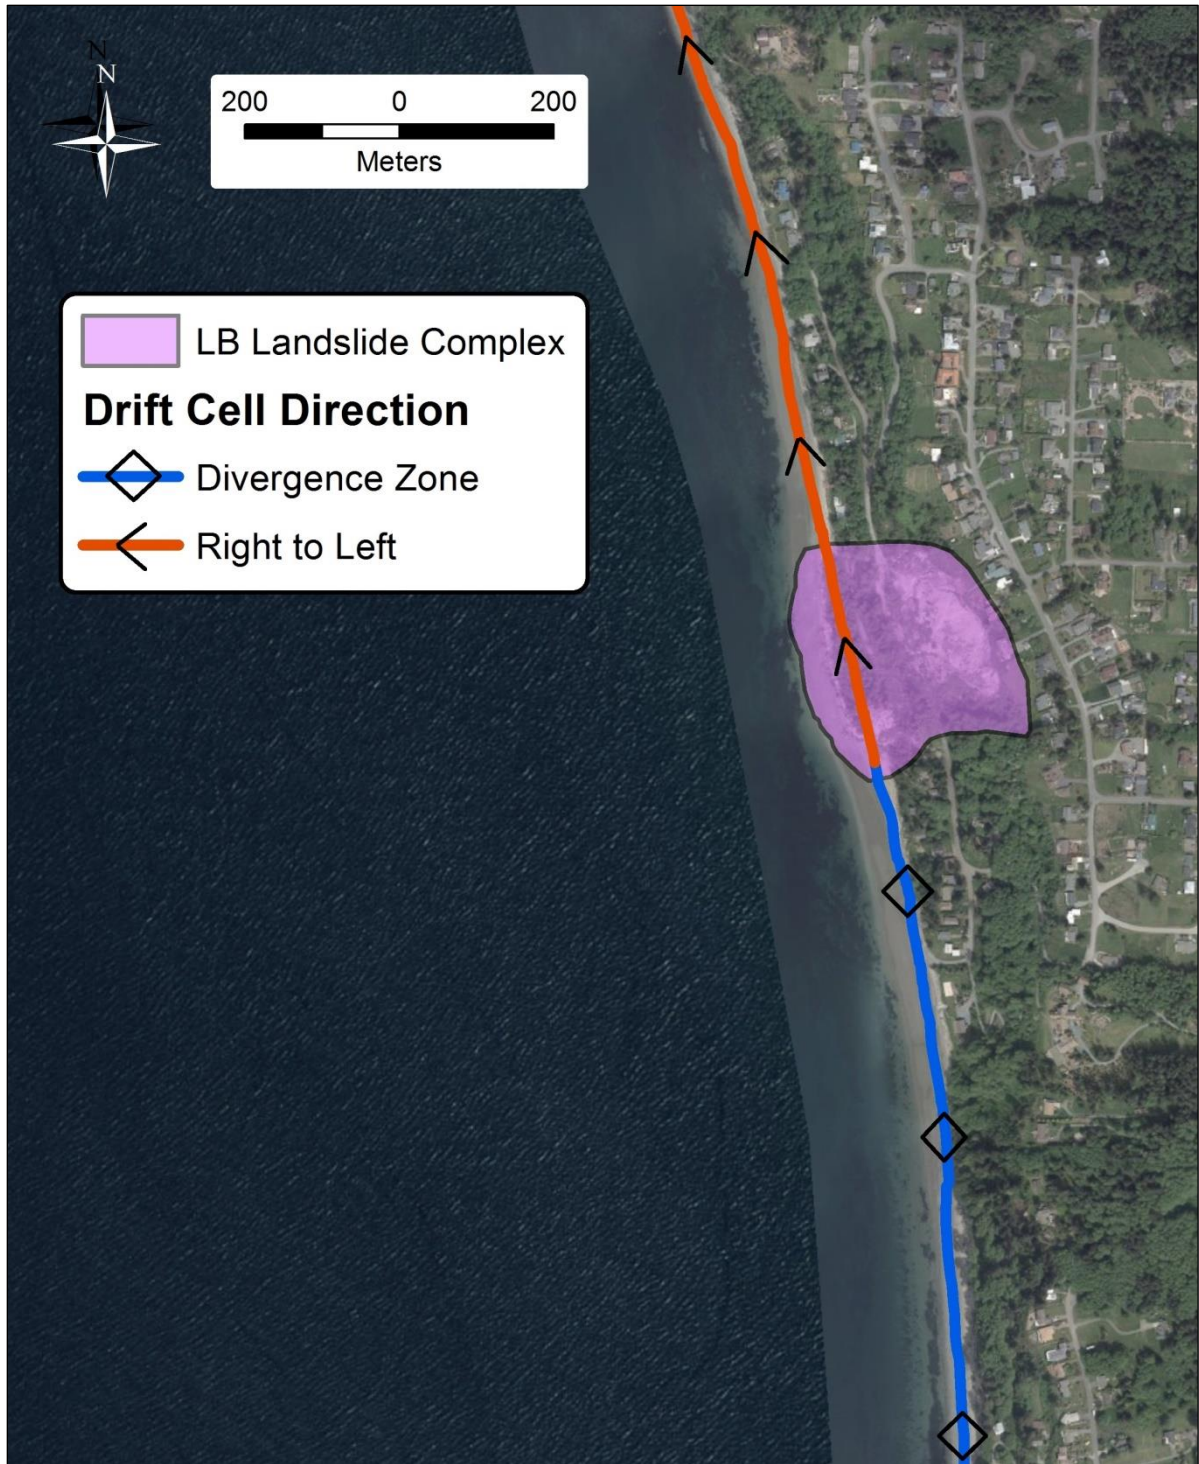 N
N
200 0 200
Meters
LB Landslide Complex
Drift Cell Direction
Divergence Zone
Right to Left